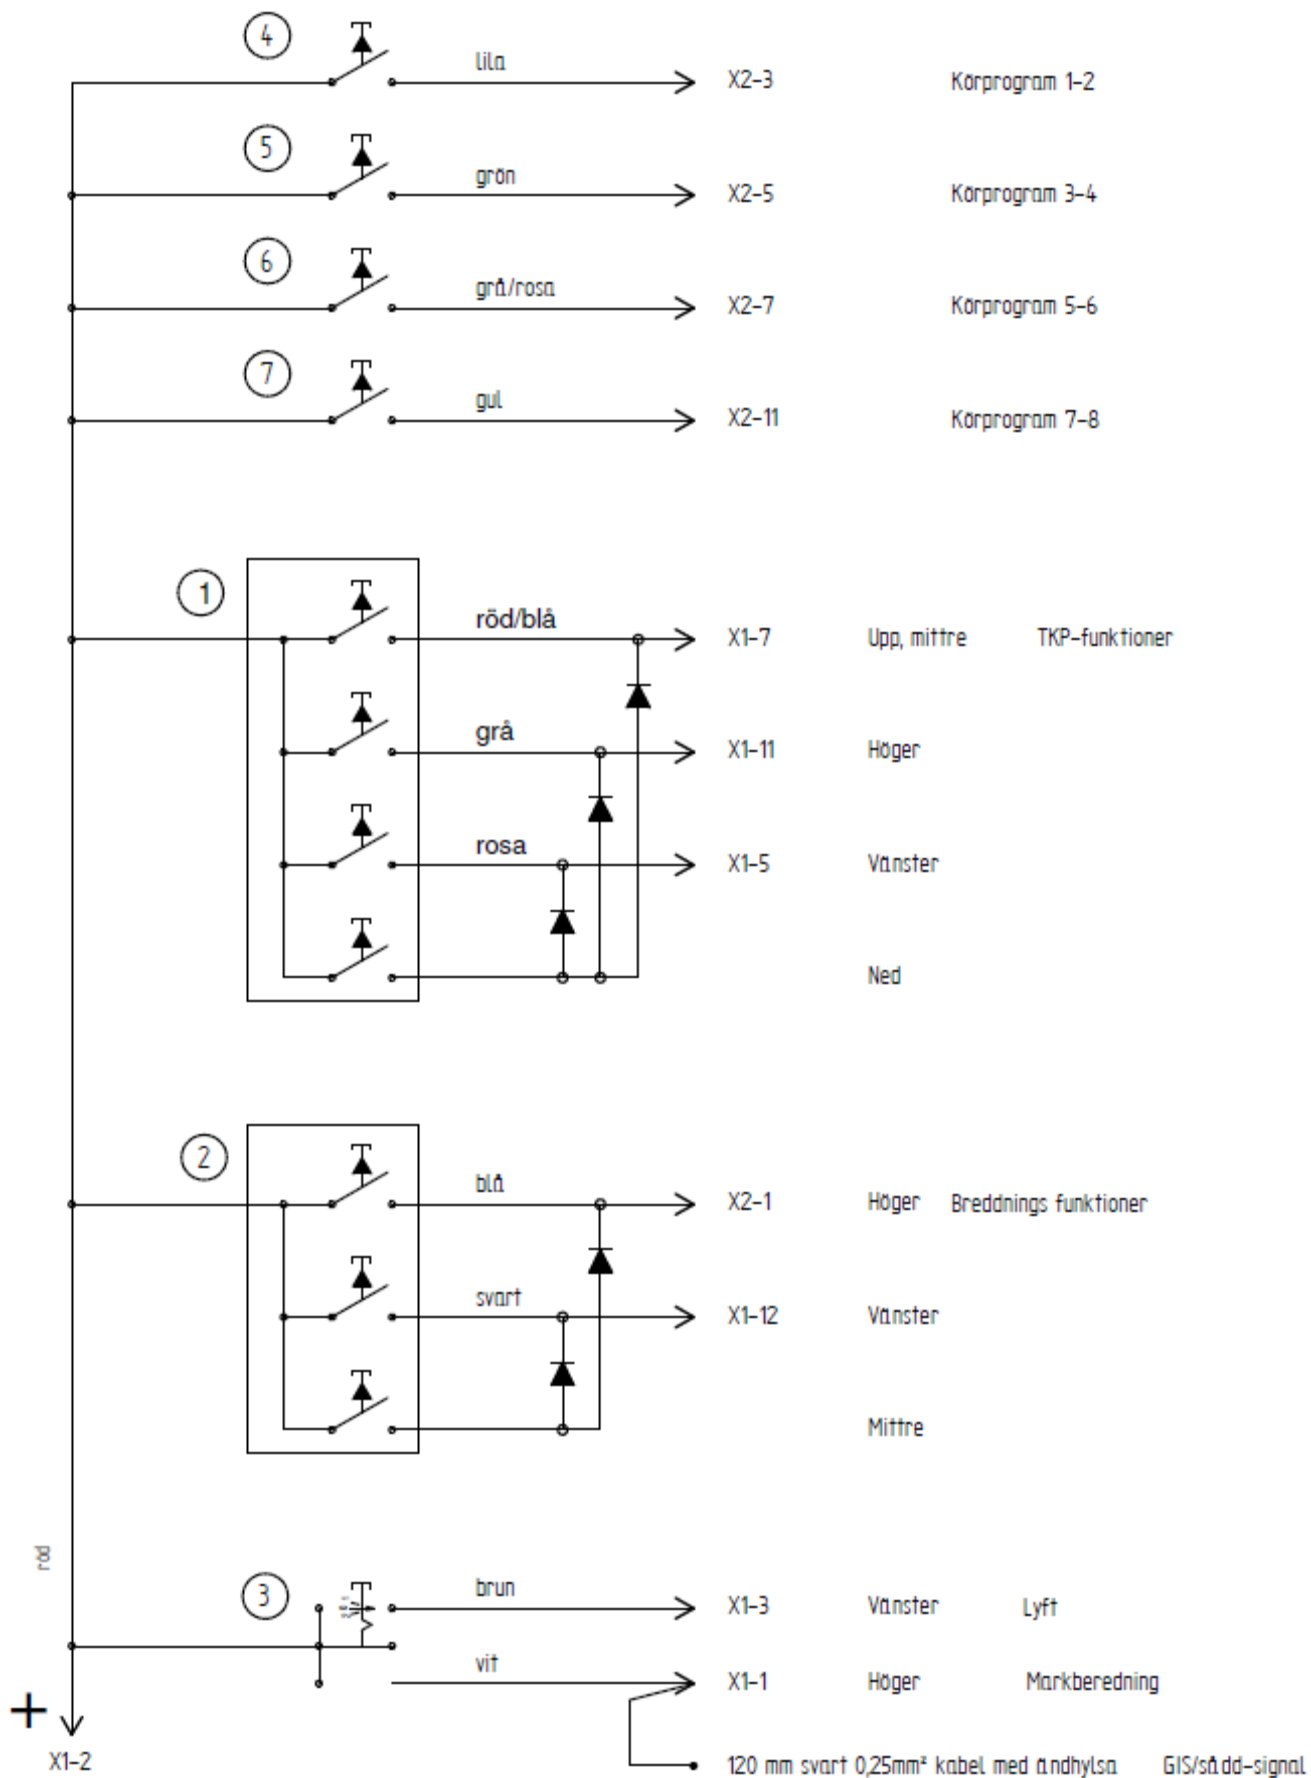 4
lila
X2-3 Körprogram 1-2
5
grön
X2-5 Körprogram 3-4
6
grå/rosa
X2-7 Körprogram 5-6
7
gul
X2-11 Körprogram 7-8
1
röd/blå
X1-7 Upp, mittre TKP-funktioner
grå
X1-11 Höger
rosa
X1-5 Vänster
Ned
2
blå
X2-1 Höger Breddnings funktioner
svart
X1-12 Vänster
Mittre
röd
3
brun
X1-3 Vänster Lyft
vit
X1-1 Höger Markberedning
+
X1-2
120 mm svart 0,25mm² kabel med ändhylsa GIS/sådd-signal